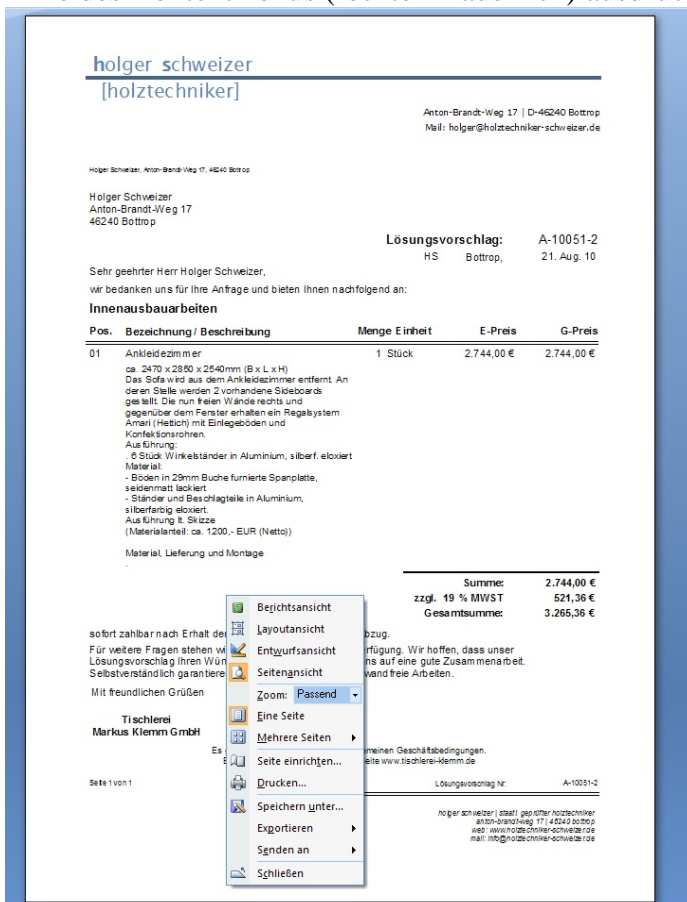 holger schweizer
[holztechniker]
Anton-Brandt-Weg 17 | D-46240 Bottrop
Mail: holger@holztechniker-schweizer.de
Holger Schweizer, Anton-Brandt-Weg 17, 46240 Bottrop
Holger Schweizer
Anton-Brandt-Weg 17
46240 Bottrop
Lösungsvorschlag: A-10051-2
HS Bottrop, 21. Aug. 10
Sehr geehrter Herr Holger Schweizer,
wir bedanken uns für Ihre Anfrage und bieten Ihnen nachfolgend an:
Innenausbauarbeiten
Pos. Bezeichnung / Beschreibung Menge Einheit E-Preis G-Preis
01 Ankleidezimmer 1 Stück 2.744,00 € 2.744,00 €
ca. 2470 x 2850 x 2540mm (B x L x H)
Das Sofa wird aus dem Ankleidezimmer entfernt. An
deren Stelle werden 2 vorhandene Sideboards
gestellt. Die nun freien Wände rechts und
gegenüber dem Fenster erhalten ein Regalsystem
Amari (Hettich) mit Einlegeböden und
Konfektionsrohren.
Ausführung:
. 6 Stück Winkelständer in Aluminium, silberf. eloxiert
Material:
- Böden in 29mm Buche furnierte Spanplatte,
seidenmatt lackiert
- Ständer und Beschlagteile in Aluminium,
silberfarbig eloxiert.
Ausführung lt. Skizze
(Materialanteil: ca. 1200,- EUR (Netto))
Material, Lieferung und Montage
.
Summe: 2.744,00 €
zzgl. 19 % MWST 521,36 €
Gesamtsumme: 3.265,36 €
sofort zahlbar nach Erhalt der bzug.
Für weitere Fragen stehen wi rfügung. Wir hoffen, dass unser
Lösungsvorschlag Ihren Wün ns auf eine gute Zusammenarbeit.
Selbstverständlich garantiere wandfreie Arbeiten.
Mit freundlichen Grüßen
Tischlerei
Markus Klemm GmbH
Es emeinen Geschäftsbedingungen.
E eite www.tischlerei-klemm.de
Seite 1 von 1 Lösungsvorschlag Nr. A-10051-2
holger schweizer | staatl. geprüfter holztechniker
anton-brandt-weg 17 | 46240 bottrop
web: www.holztechniker-schweizer.de
mail: info@holztechniker-schweizer.de
Berichtsansicht
Layoutansicht
Entwurfsansicht
Seitenansicht
Zoom: Passend
Eine Seite
Mehrere Seiten
Seite einrichten...
Drucken...
Speichern unter...
Exportieren
Senden an
Schließen